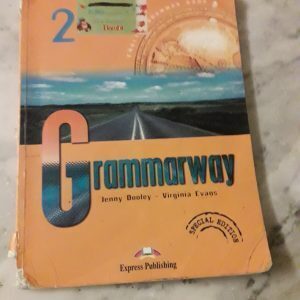 2
Grammarway
Jenny Dooley - Virginia Evans
SPECIAL EDITION
Express Publishing